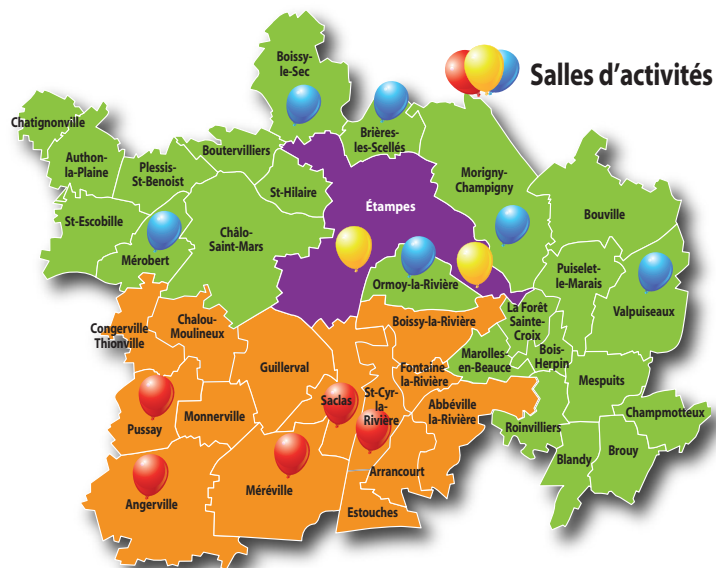 Salles d'activités
Boissy-
le-Sec
Chatignonville
Brières-
les-Scellés
Authon-
la-Plaine
Plessis-
St-Benoist
Boutervilliers
Morigny-
Champigny
St-Hilaire
Étampes
St-Escobille
Bouville
Châlo-
Saint-Mars
Mérobert
Puiselet-
le-Marais
Ormoy-la-Rivière
Valpuiseaux
La Forêt
Sainte-
Croix
Congerville
Thionville
Chalou-
Moulineux
Boissy-la-Rivière
Marolles-
en-Beauce
Bois-
Herpin
Guillerval
Fontaine
la-Rivière
Mespuits
Saclas
St-Cyr-
la-
Rivière
Abbéville
la-Rivière
Monnerville
Pussay
Roinvilliers
Champmotteux
Brouy
Blandy
Arrancourt
Méréville
Angerville
Estouches